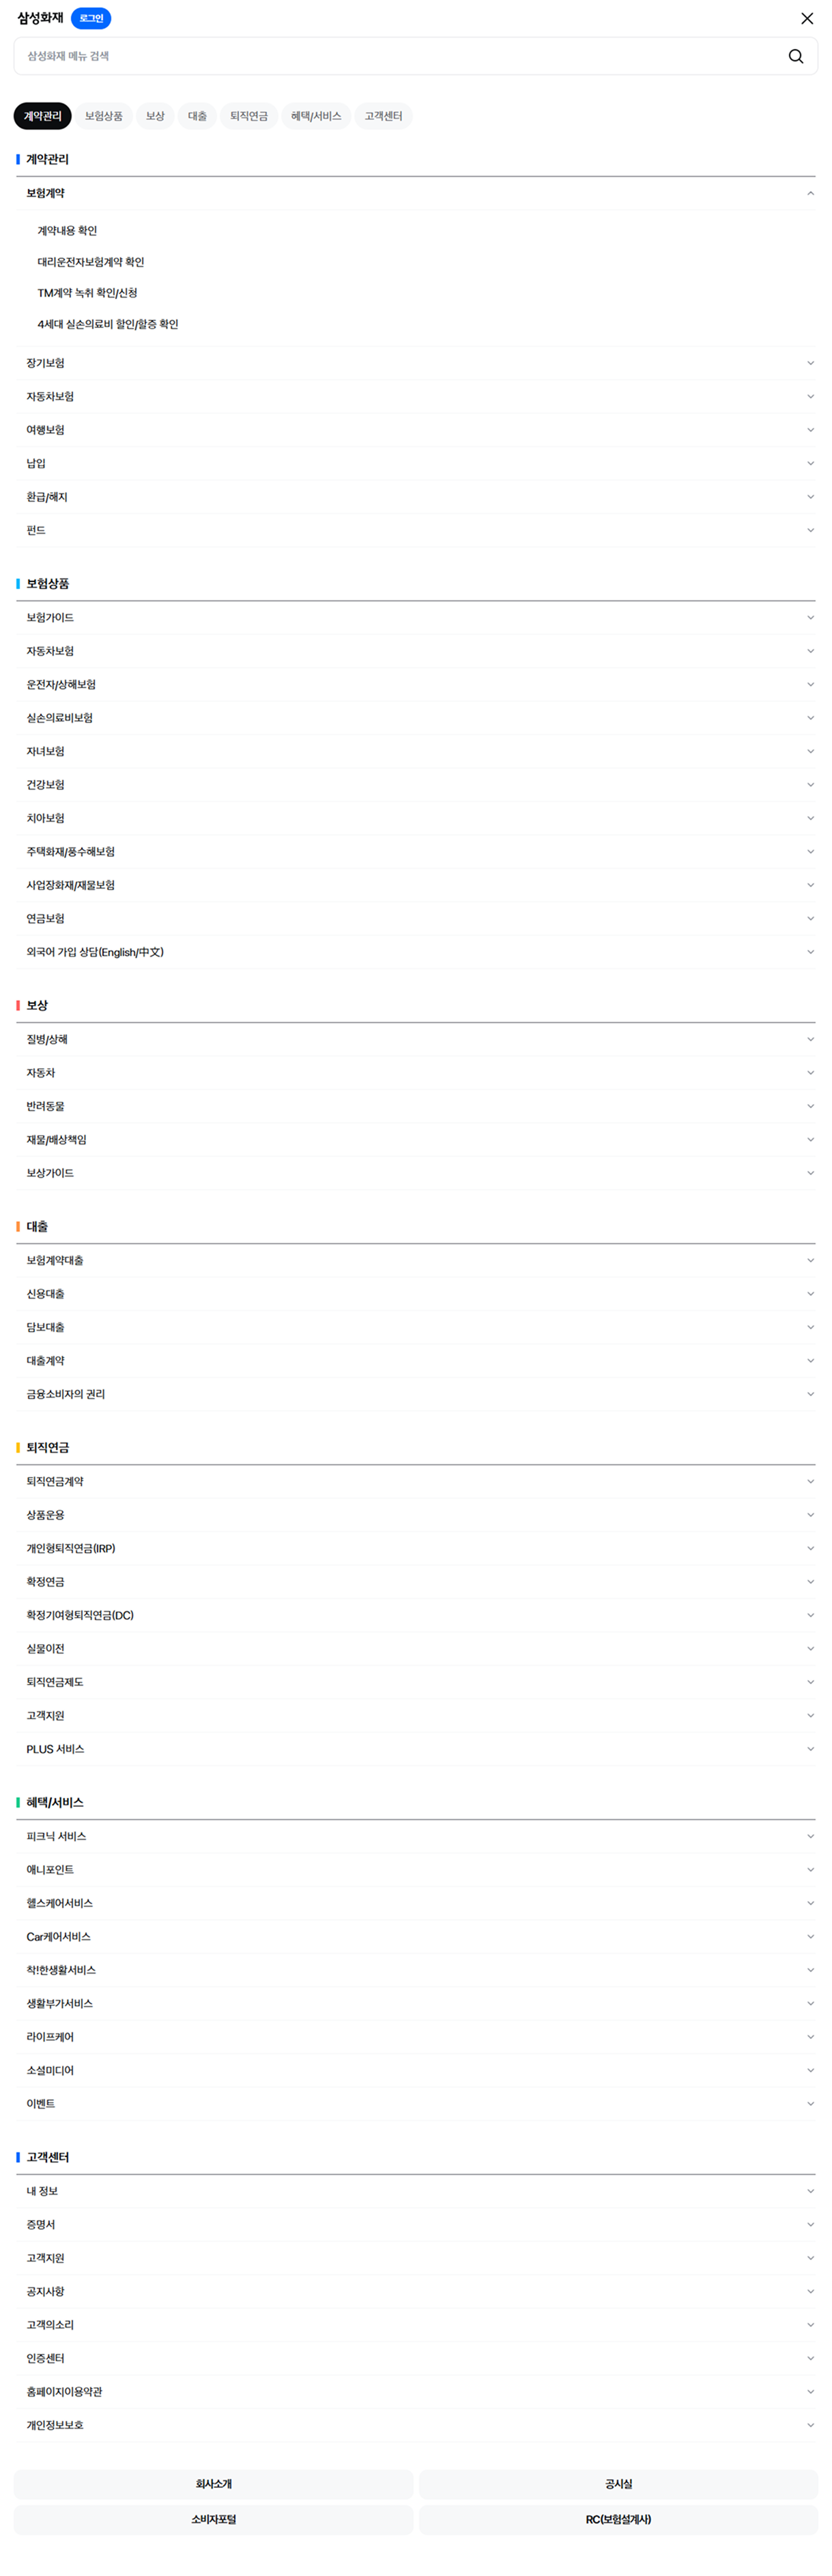 삼성화재 로그인
삼성화재 메뉴 검색
계약관리 보험상품 보상 대출 퇴직연금 혜택/서비스 고객센터
계약관리
보험계약
계약내용 확인
대리운전자보험계약 확인
TM계약 녹취 확인/신청
4세대 실손의료비 할인/할증 확인
장기보험
자동차보험
여행보험
납입
환급/해지
펀드
보험상품
보험가이드
자동차보험
운전자/상해보험
실손의료비보험
자녀보험
건강보험
치아보험
주택화재/풍수해보험
사업장화재/재물보험
연금보험
외국어 가입 상담(English/中文)
보상
질병/상해
자동차
반려동물
재물/배상책임
보상가이드
대출
보험계약대출
신용대출
담보대출
대출계약
금융소비자의 권리
퇴직연금
퇴직연금계약
상품운용
개인형퇴직연금(IRP)
확정연금
확정기여형퇴직연금(DC)
실물이전
퇴직연금제도
고객지원
PLUS 서비스
혜택/서비스
피크닉 서비스
애니포인트
헬스케어서비스
Car케어서비스
착!한생활서비스
생활부가서비스
라이프케어
소셜미디어
이벤트
고객센터
내 정보
증명서
고객지원
공지사항
고객의소리
인증센터
홈페이지이용약관
개인정보보호
회사소개 공시실
소비자포털 RC(보험설계사)